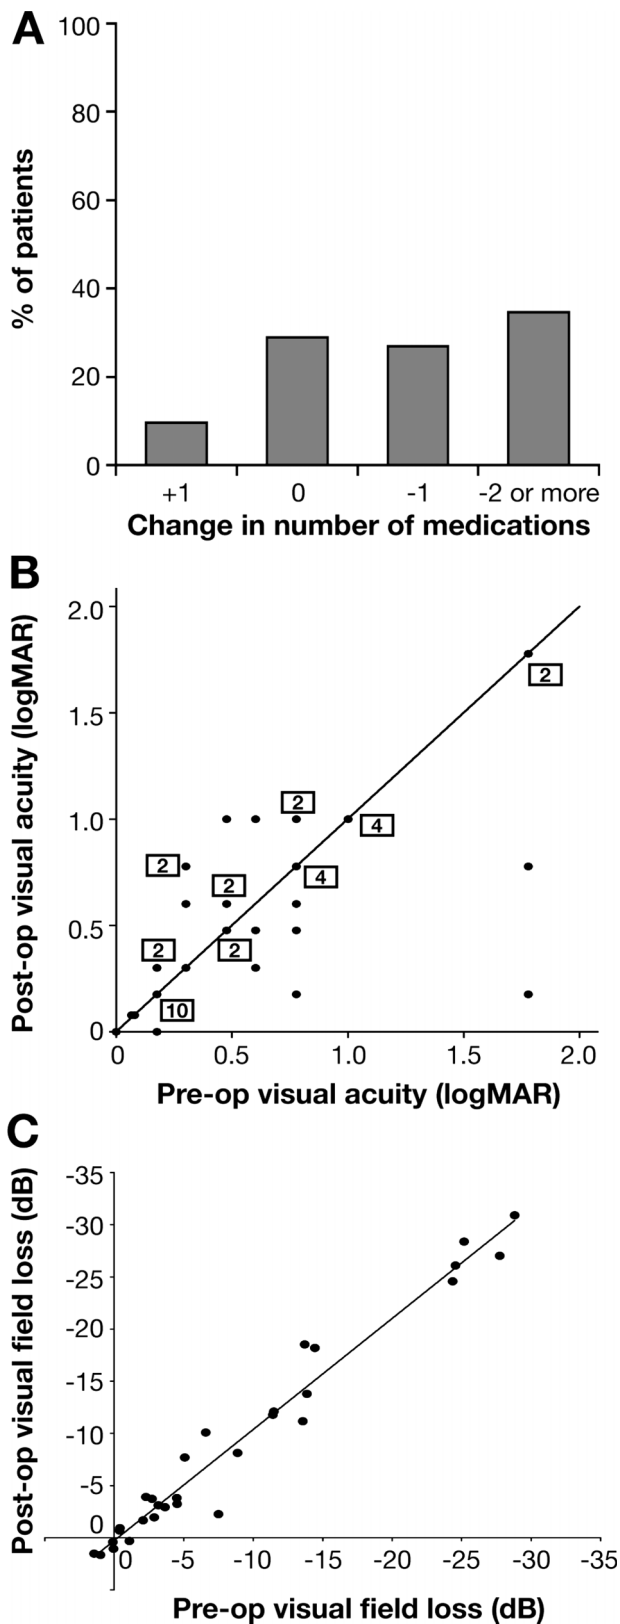 A
100
80
60
40
20
0
% of patients
+1 0 -1 -2 or more
Change in number of medications
B
2.0
1.5
1.0
0.5
0
Post-op visual acuity (logMAR)
2
2
4
2
4
2
2
2
10
0 0.5 1.0 1.5 2.0
Pre-op visual acuity (logMAR)
C
-35
-30
-25
-20
-15
-10
-5
0
Post-op visual field loss (dB)
0 -5 -10 -15 -20 -25 -30 -35
Pre-op visual field loss (dB)